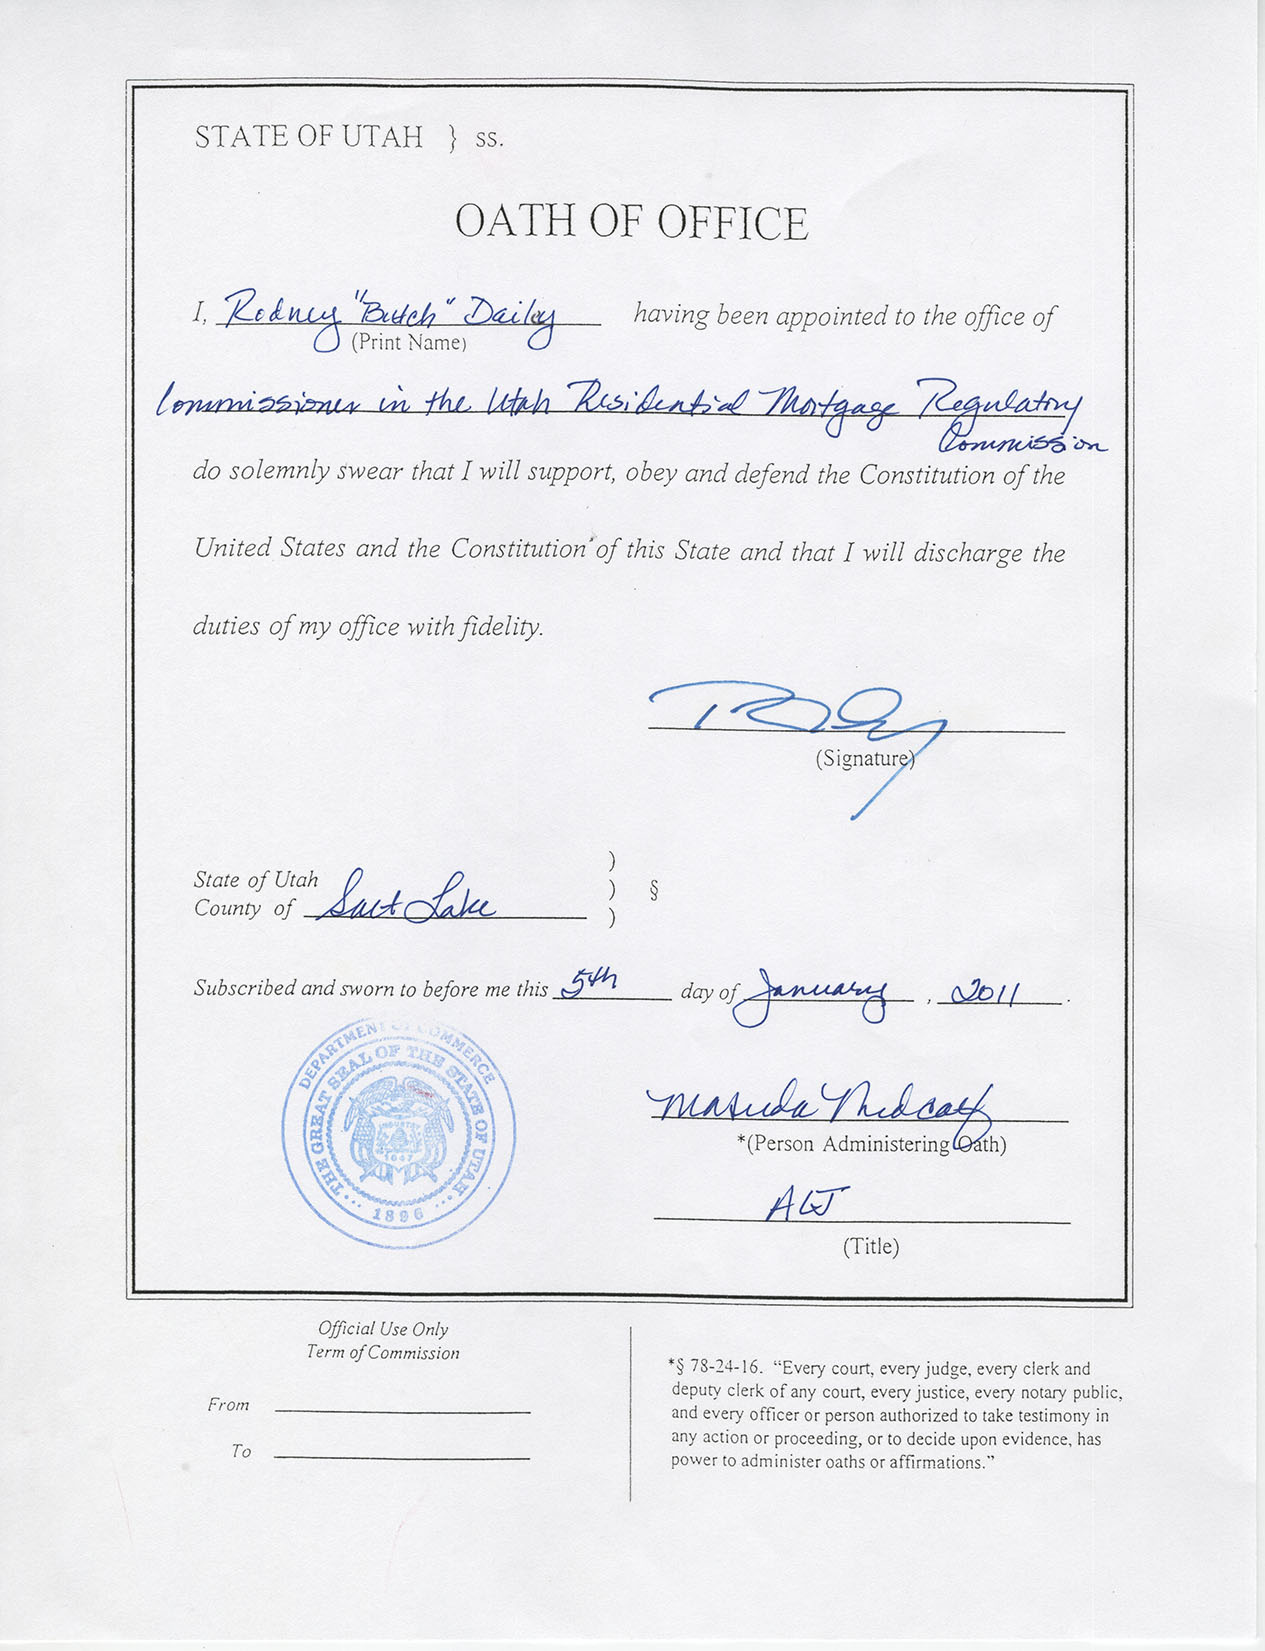 STATE OF UTAH } ss.
OATH OF OFFICE
I, Rodney "Butch" Dailey having been appointed to the office of
(Print Name)
Commissioner in the Utah Residential Mortgage Regulatory
Commission
do solemnly swear that I will support, obey and defend the Constitution of the
United States and the Constitution of this State and that I will discharge the
duties of my office with fidelity.
(Signature)
)
State of Utah ) §
County of Salt Lake )
Subscribed and sworn to before me this 5th day of January, 2011.
DEPARTMENT OF COMMERCE
THE GREAT SEAL OF THE STATE OF UTAH
INDUSTRY
1847
1896
Masuda Medcalf
*(Person Administering Oath)
ALJ
(Title)
Official Use Only
Term of Commission
From
To
*§ 78-24-16. “Every court, every judge, every clerk and
deputy clerk of any court, every justice, every notary public,
and every officer or person authorized to take testimony in
any action or proceeding, or to decide upon evidence, has
power to administer oaths or affirmations.”